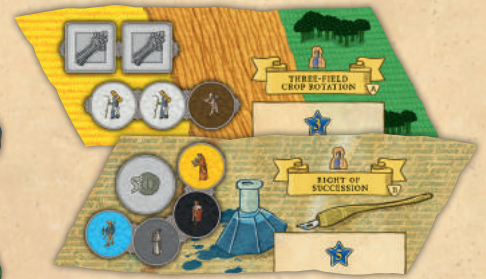 THREE-FIELD
CROP ROTATION
A
3
RIGHT OF
SUCCESSION
B
5